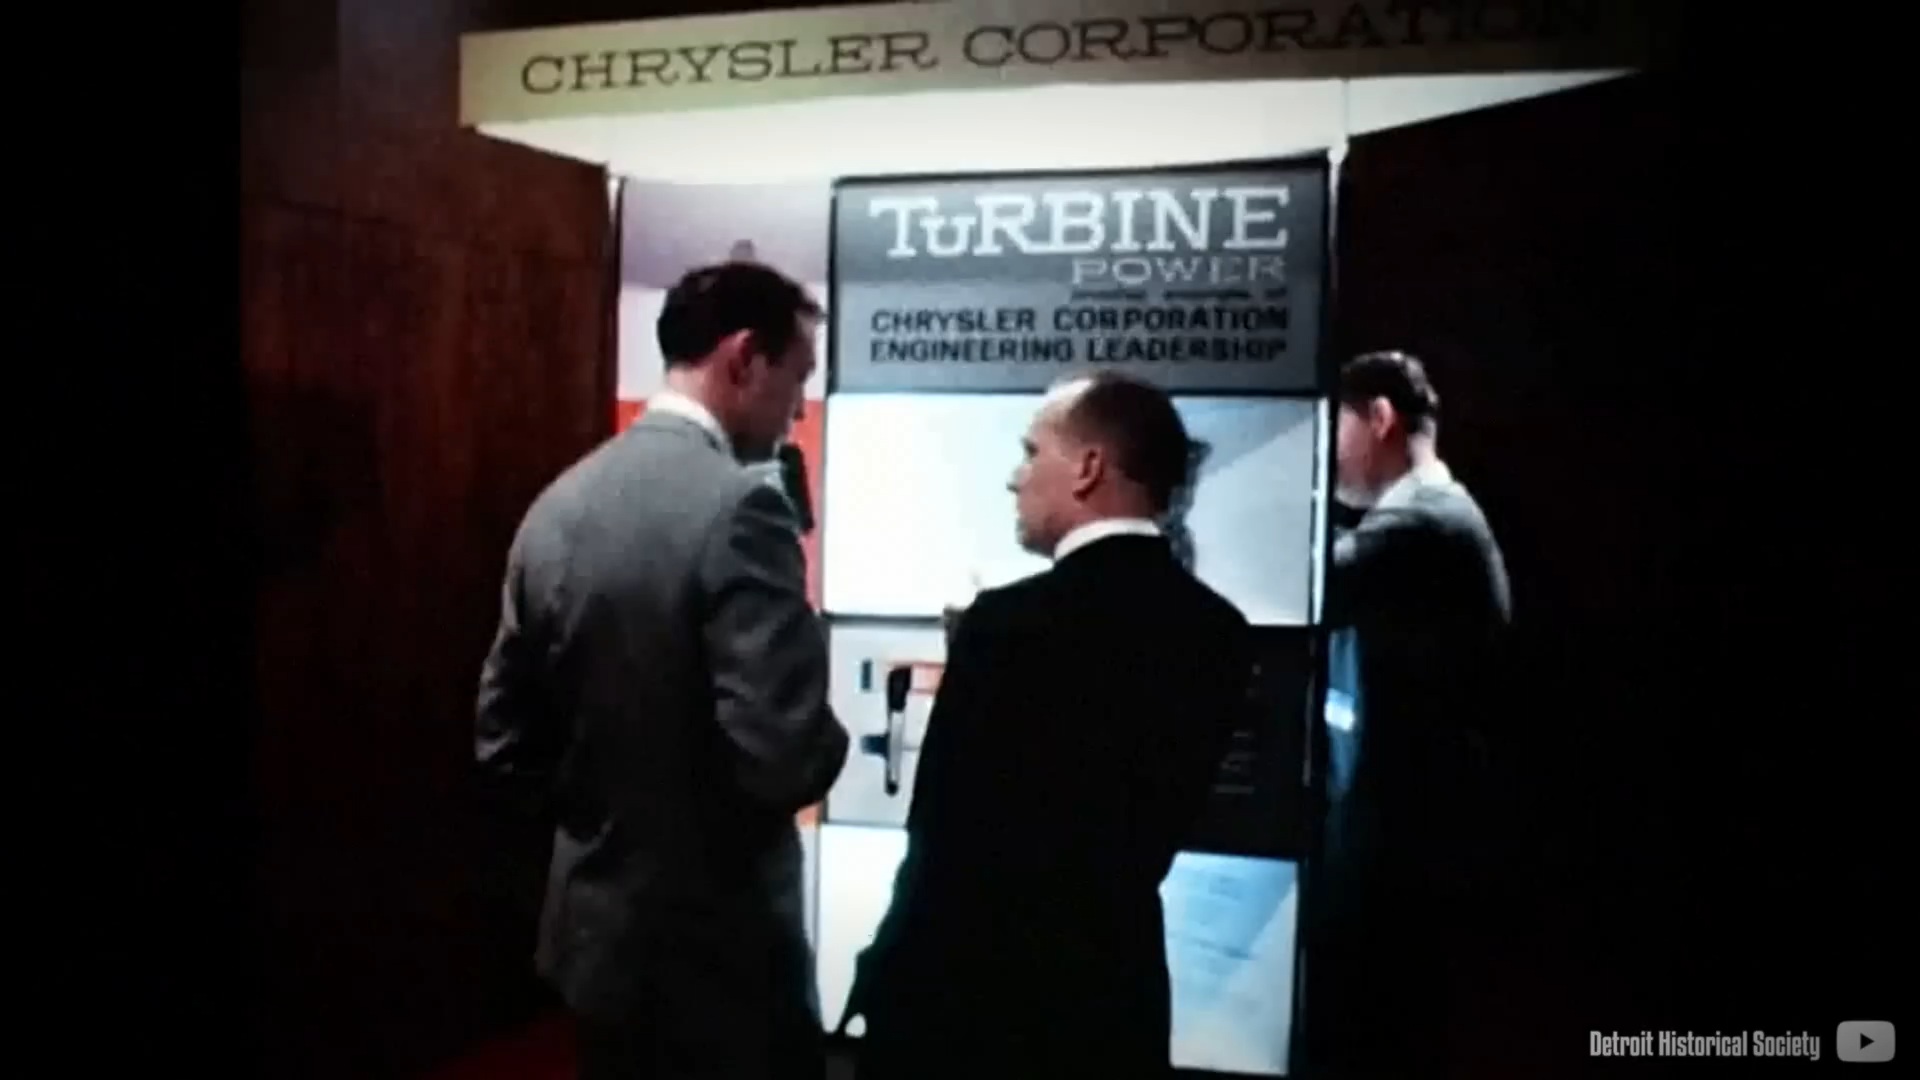 CHRYSLER CORPORATION
TURBINE
POWER
CHRYSLER CORPORATION
ENGINEERING LEADERSHIP
Detroit Historical Society